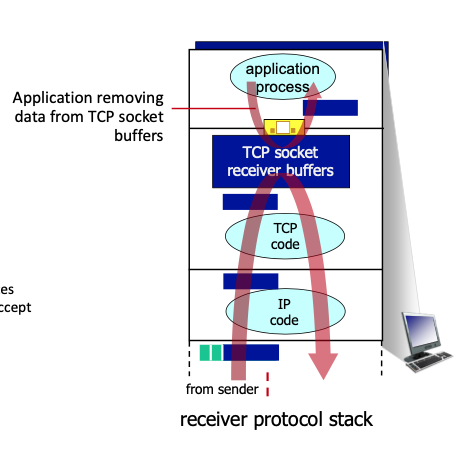 application
process
Application removing
data from TCP socket
buffers
TCP socket
receiver buffers
TCP
code
es
ccept
IP
code
from sender
receiver protocol stack